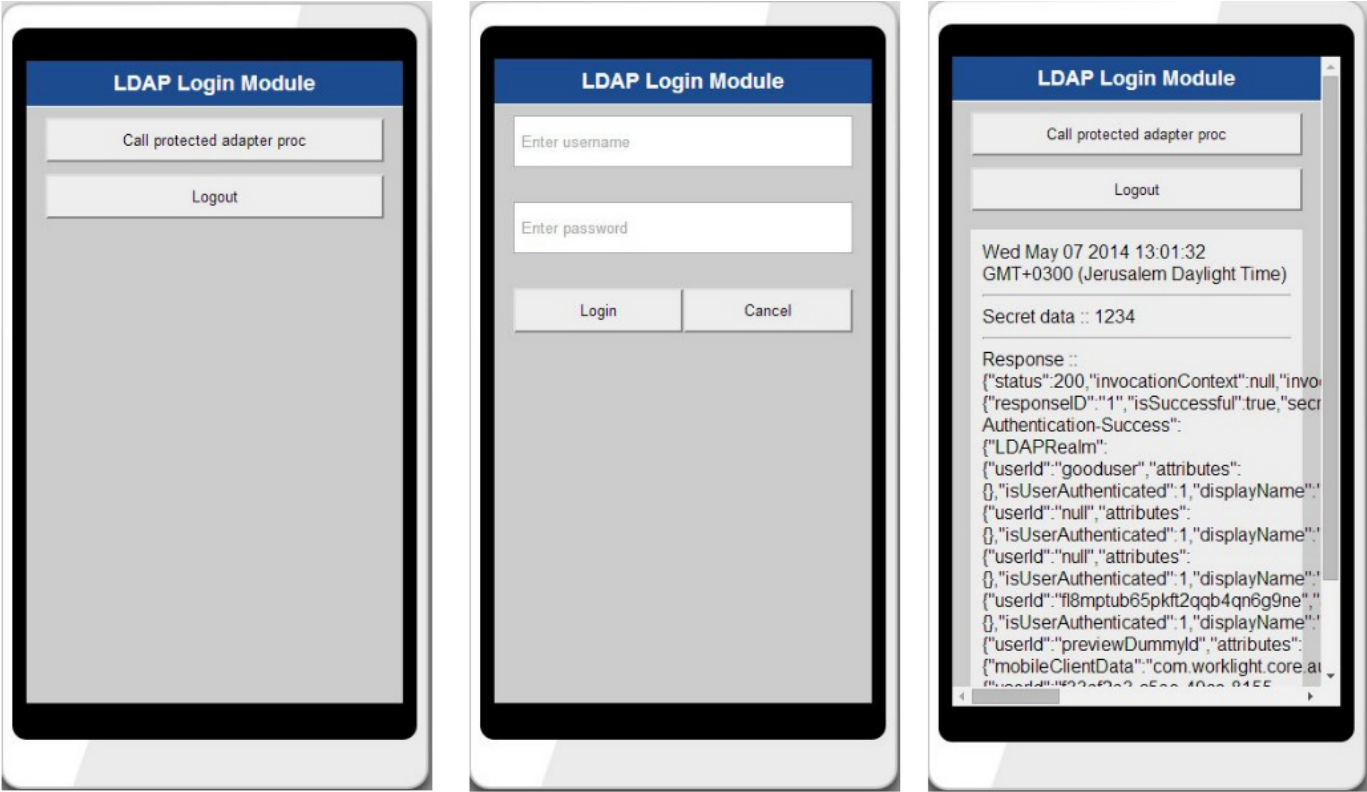 LDAP Login Module
Call protected adapter proc
Logout
LDAP Login Module
Enter username
Enter password
Login Cancel
LDAP Login Module
Call protected adapter proc
Logout
Wed May 07 2014 13:01:32
GMT+0300 (Jerusalem Daylight Time)
Secret data :: 1234
Response ::
{"status":200,"invocationContext":null,"invo
{"responseID":"1","isSuccessful":true,"secr
Authentication-Success":
{"LDAPRealm":
{"userId":"gooduser","attributes":
{},"isUserAuthenticated":1,"displayName":"
{"userId":"null","attributes":
{},"isUserAuthenticated":1,"displayName":"
{"userId":"null","attributes":
{},"isUserAuthenticated":1,"displayName":"
{"userId":"fl8mptub65pkft2qqb4qn6g9ne","
{},"isUserAuthenticated":1,"displayName":"
{"userId":"previewDummyId","attributes":
{"mobileClientData":"com.worklight.core.au